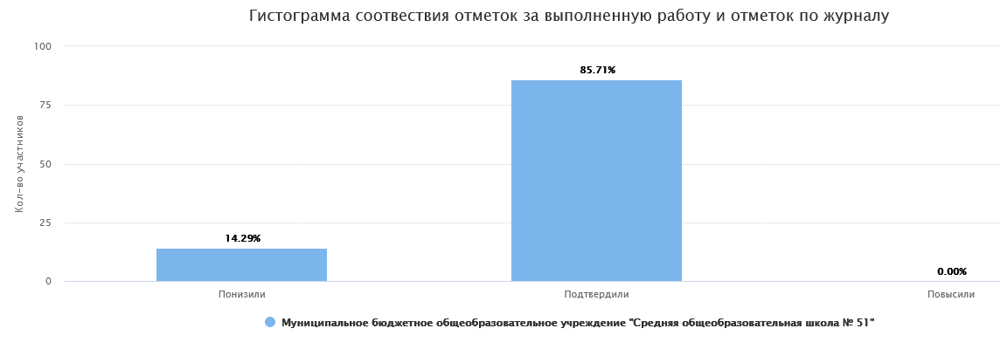 Гистограмма соотвествия отметок за выполненную работу и отметок по журналу
100
85.71%
75
50
Кол-во участников
25
14.29%
0.00%
0
Понизили Подтвердили Повысили
Муниципальное бюджетное общеобразовательное учреждение "Средняя общеобразовательная школа № 51"